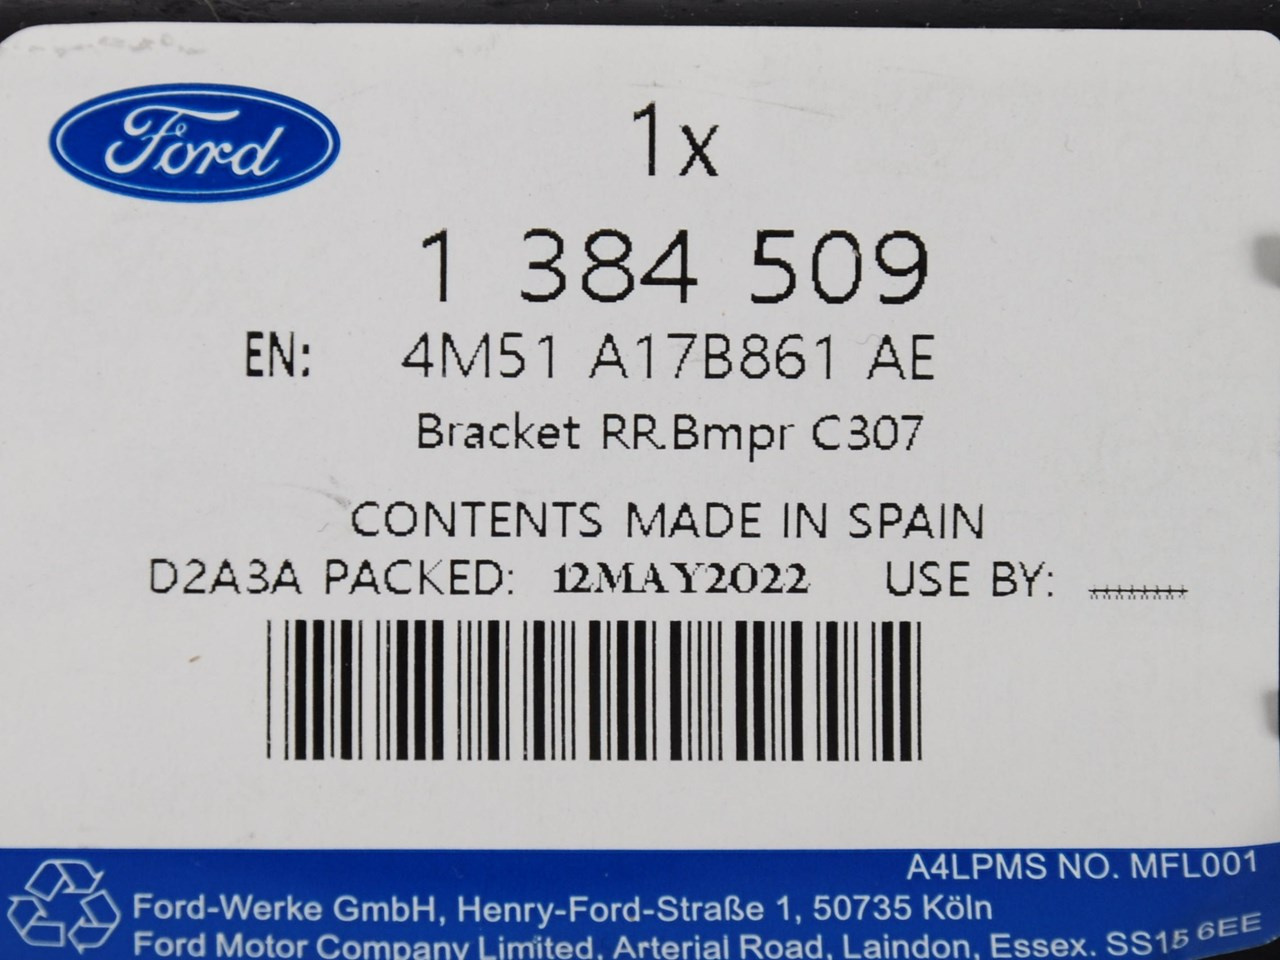 Ford
1x
1 384 509
EN: 4M51 A17B861 AE
Bracket RR.Bmpr C307
CONTENTS MADE IN SPAIN
D2A3A PACKED: 12MAY2022 USE BY:
A4LPMS NO. MFL001
Ford-Werke GmbH, Henry-Ford-Straße 1, 50735 Köln
Ford Motor Company Limited, Arterial Road, Laindon, Essex. SS15 6EE